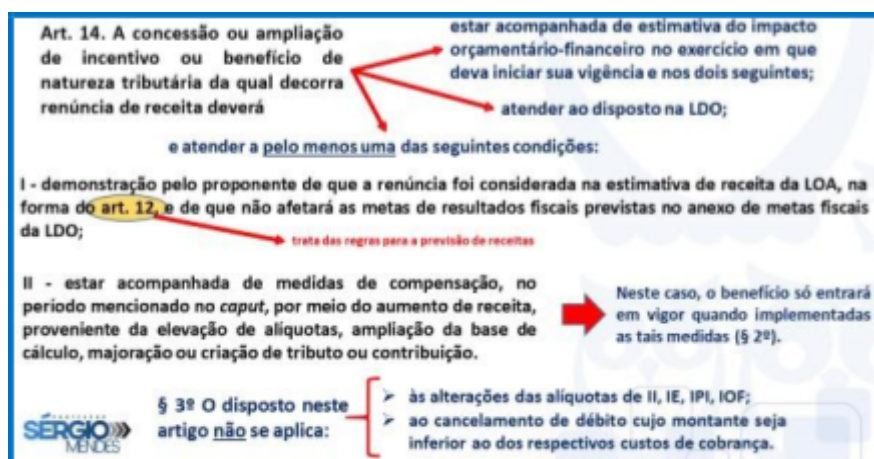 Art. 14. A concessão ou ampliação
de incentivo ou benefício de
natureza tributária da qual decorra
renúncia de receita deverá
estar acompanhada de estimativa do impacto
orçamentário-financeiro no exercício em que
deva iniciar sua vigência e nos dois seguintes;
atender ao disposto na LDO;
e atender a pelo menos uma das seguintes condições:
I - demonstração pelo proponente de que a renúncia foi considerada na estimativa de receita da LOA, na
forma do art. 12, e de que não afetará as metas de resultados fiscais previstas no anexo de metas fiscais
da LDO;
trata das regras para a previsão de receitas
II - estar acompanhada de medidas de compensação, no
período mencionado no caput, por meio do aumento de receita,
proveniente da elevação de alíquotas, ampliação da base de
cálculo, majoração ou criação de tributo ou contribuição.
Neste caso, o benefício só entrará
em vigor quando implementadas
as tais medidas (§ 2º).
§ 3º O disposto neste
artigo não se aplica:
às alterações das alíquotas de II, IE, IPI, IOF;
ao cancelamento de débito cujo montante seja
inferior ao dos respectivos custos de cobrança.
PROFESSOR
SÉRGIO
MENDES